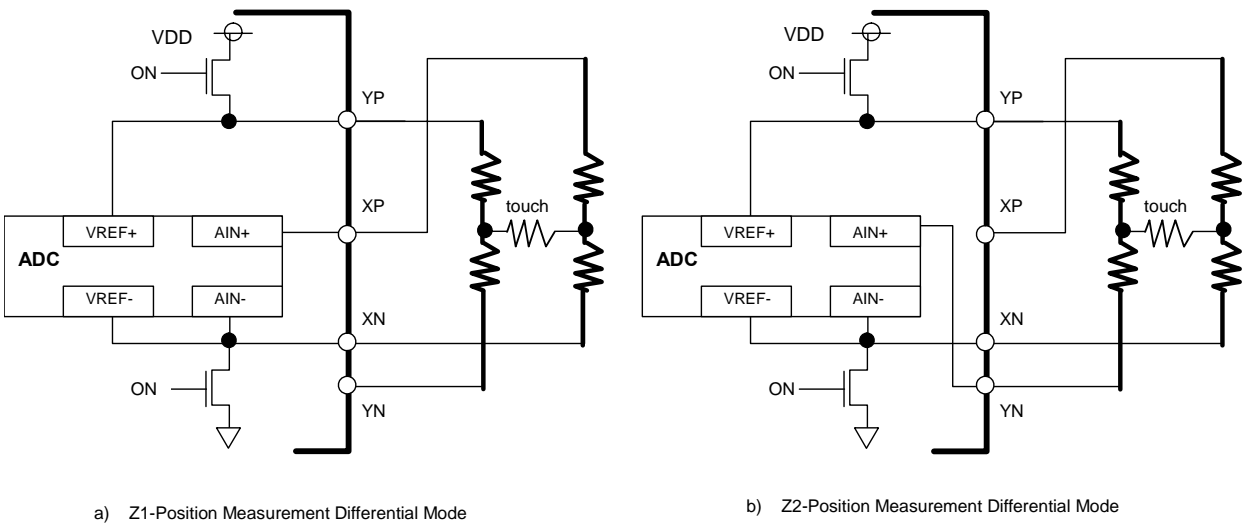 VDD
ON
YP
XP
touch
VREF+
AIN+
ADC
VREF-
AIN-
XN
ON
YN
a) Z1-Position Measurement Differential Mode
VDD
ON
YP
XP
touch
VREF+
AIN+
ADC
VREF-
AIN-
XN
ON
YN
b) Z2-Position Measurement Differential Mode